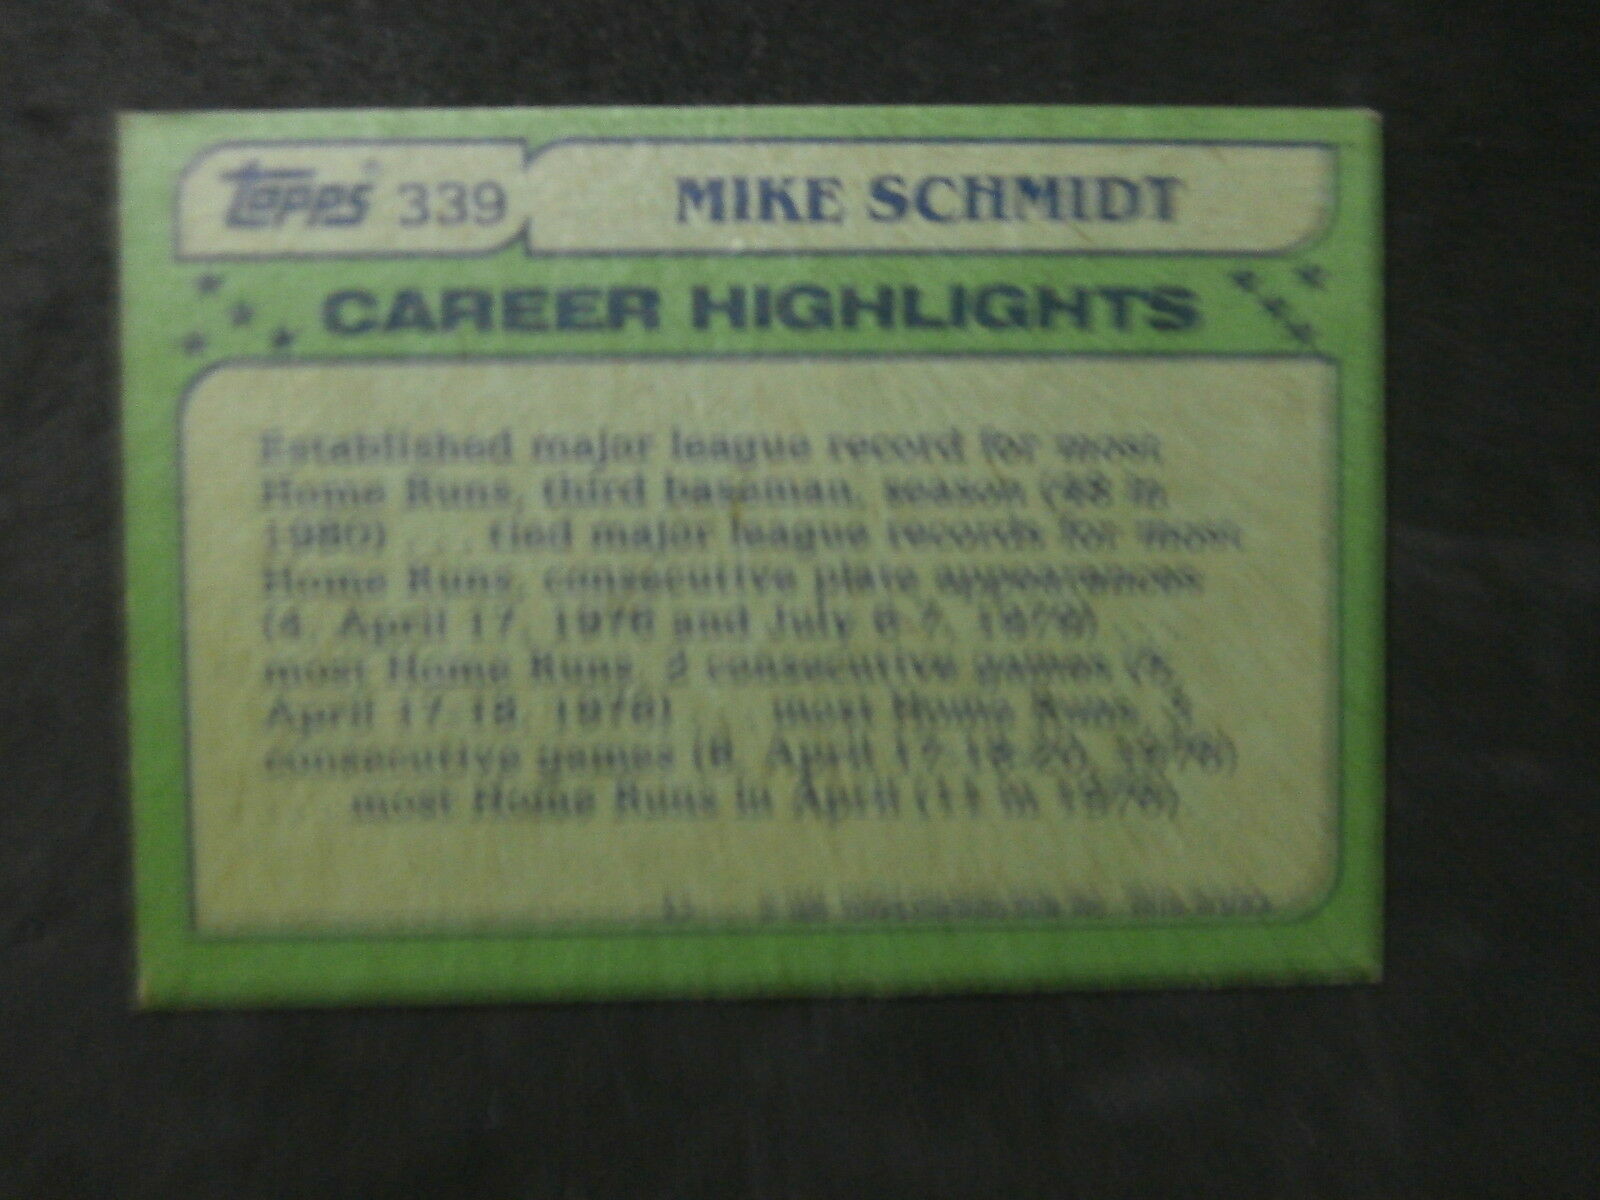 TOPPS® 339 MIKE SCHMIDT
CAREER HIGHLIGHTS
Established major league record for most
Home Runs, third baseman, season (48 in
1980) . . . tied major league records for most
Home Runs, consecutive plate appearances
(4, April 17, 1976 and July 6-7, 1979) . . .
most Home Runs, 2 consecutive games (5,
April 17-18, 1976) . . . most Home Runs, 3
consecutive games (6, April 17-18-20, 1976)
. . . most Home Runs in April (11 in 1976)